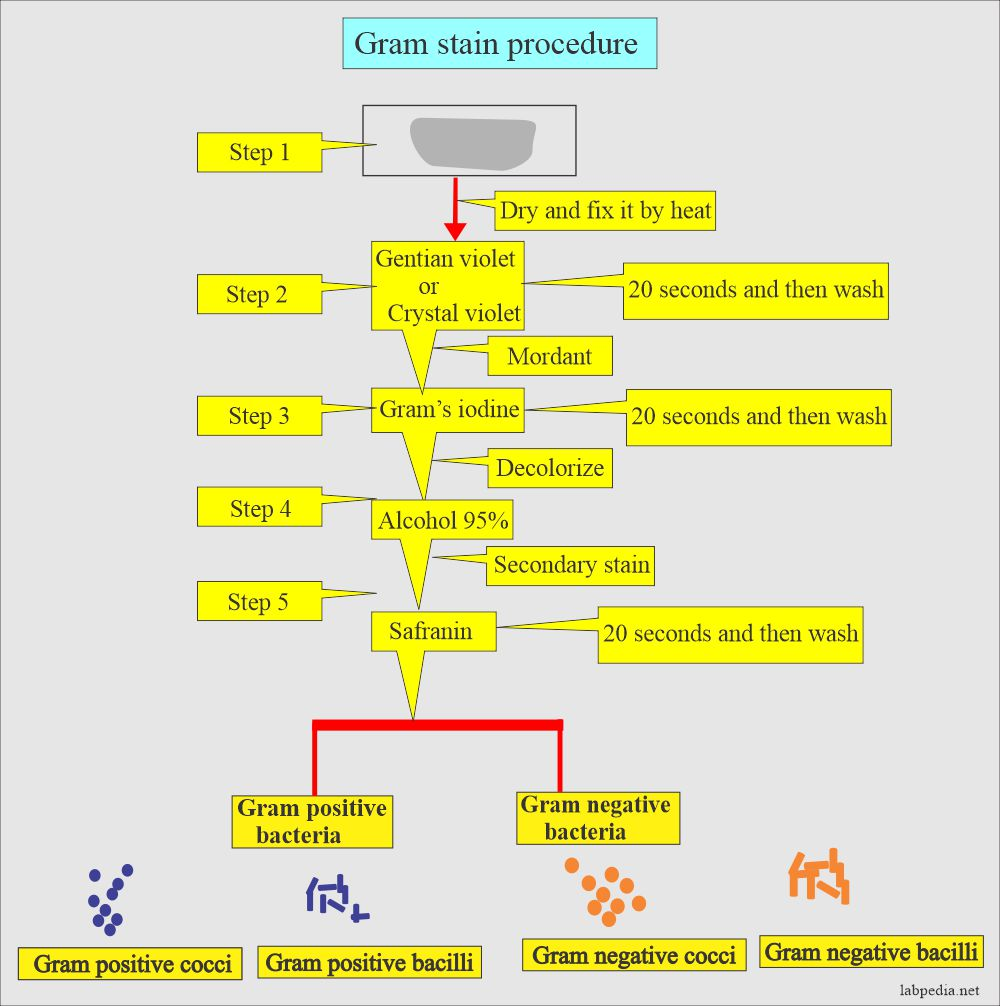 Gram stain procedure
Step 1
Dry and fix it by heat
Gentian violet
or
Crystal violet
Step 2
20 seconds and then wash
Mordant
Step 3
Gram’s iodine
20 seconds and then wash
Decolorize
Step 4
Alcohol 95%
Secondary stain
Step 5
Safranin
20 seconds and then wash
Gram positive
bacteria
Gram negative
bacteria
Gram positive cocci
Gram positive bacilli
Gram negative cocci
Gram negative bacilli
labpedia.net